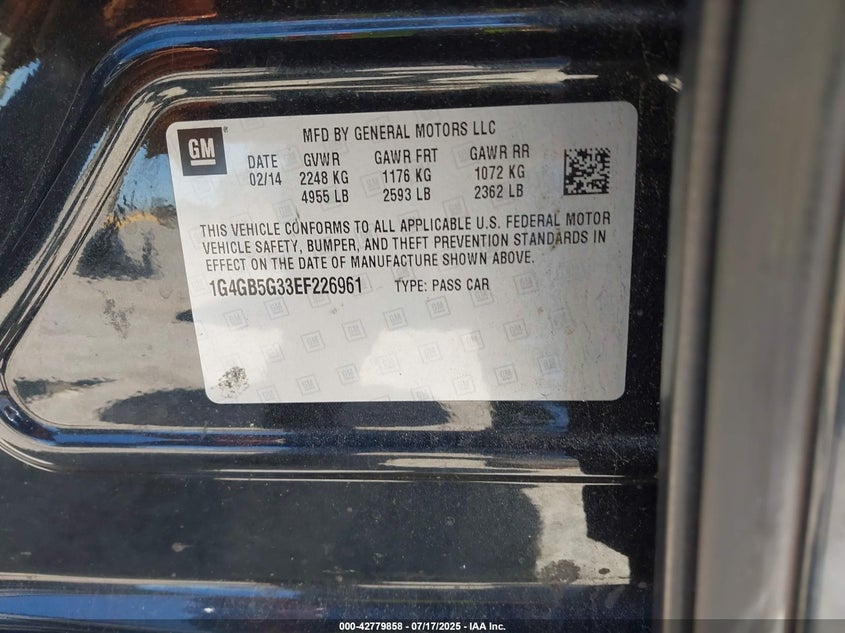 GM
MFD BY GENERAL MOTORS LLC
DATE GVWR GAWR FRT GAWR RR
02/14 2248 KG 1176 KG 1072 KG
4955 LB 2593 LB 2362 LB
THIS VEHICLE CONFORMS TO ALL APPLICABLE U.S. FEDERAL MOTOR
VEHICLE SAFETY, BUMPER, AND THEFT PREVENTION STANDARDS IN
EFFECT ON THE DATE OF MANUFACTURE SHOWN ABOVE.
1G4GB5G33EF226961 TYPE: PASS CAR
000-42779858 - 07/17/2025 - IAA Inc.